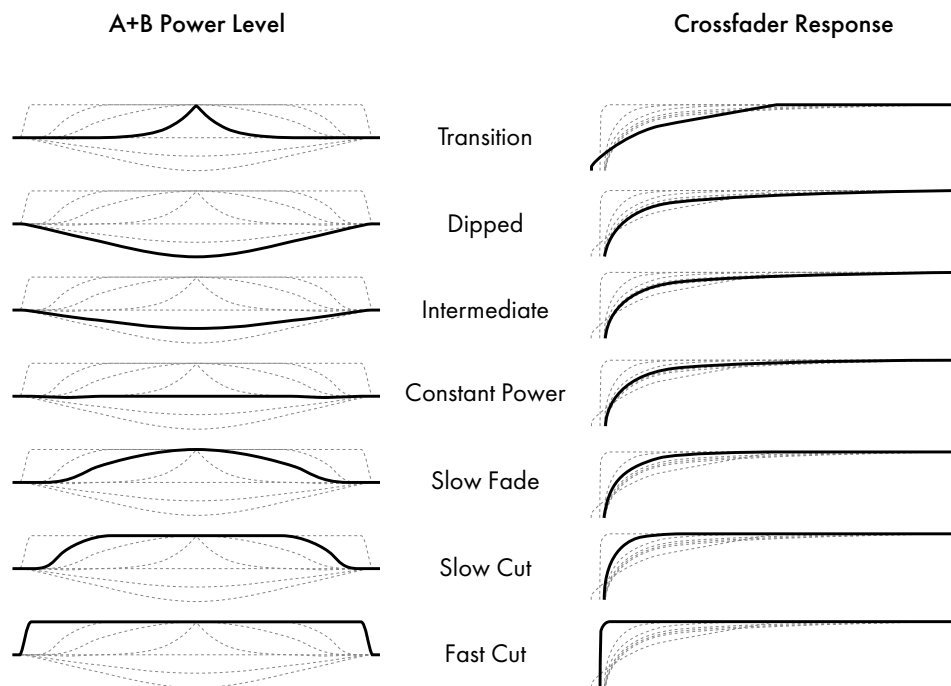 A+B Power Level
Crossfader Response
Transition
Dipped
Intermediate
Constant Power
Slow Fade
Slow Cut
Fast Cut